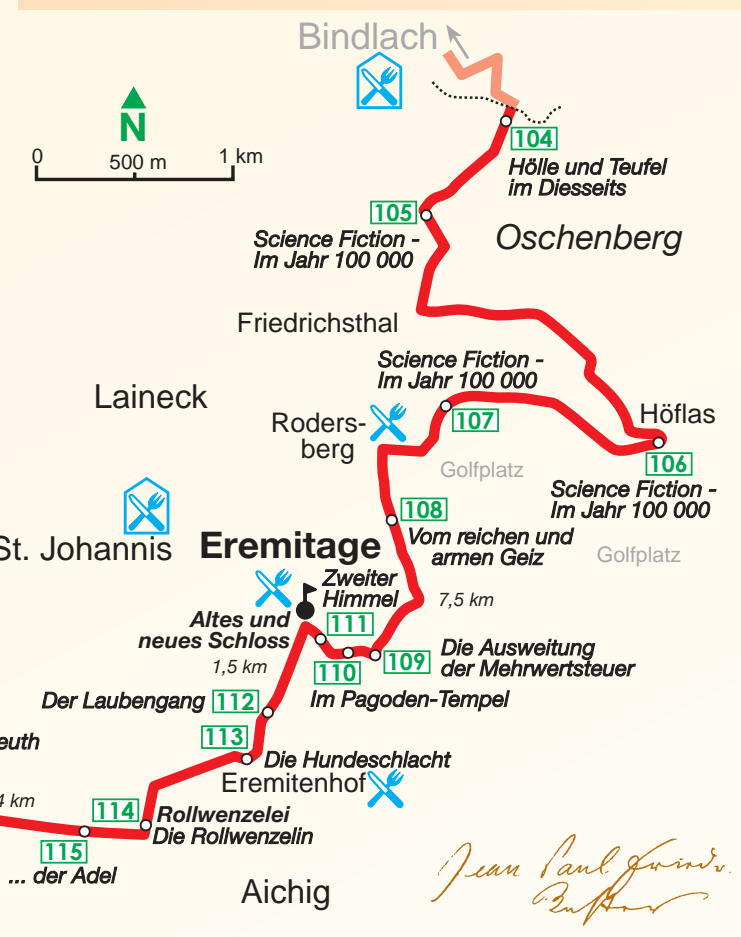 Bindlach
N
0 500 m 1 km
104
Hölle und Teufel
im Diesseits
105
Science Fiction -
Im Jahr 100 000
Oschenberg
Friedrichsthal
Science Fiction -
Im Jahr 100 000
Laineck
107
Höflas
Roders-
berg
106
Golfplatz
Science Fiction -
Im Jahr 100 000
108
Vom reichen und
armen Geiz
Golfplatz
St. Johannis
Eremitage
Zweiter
Himmel
7,5 km
Altes und
neues Schloss
111
110
109
Die Ausweitung
der Mehrwertsteuer
1,5 km
Im Pagoden-Tempel
Der Laubengang
112
113
euth
Die Hundeschlacht
Eremitenhof
4 km
114
Rollwenzelei
Die Rollwenzelin
115
... der Adel
Aichig
Jean Paul Friedr.